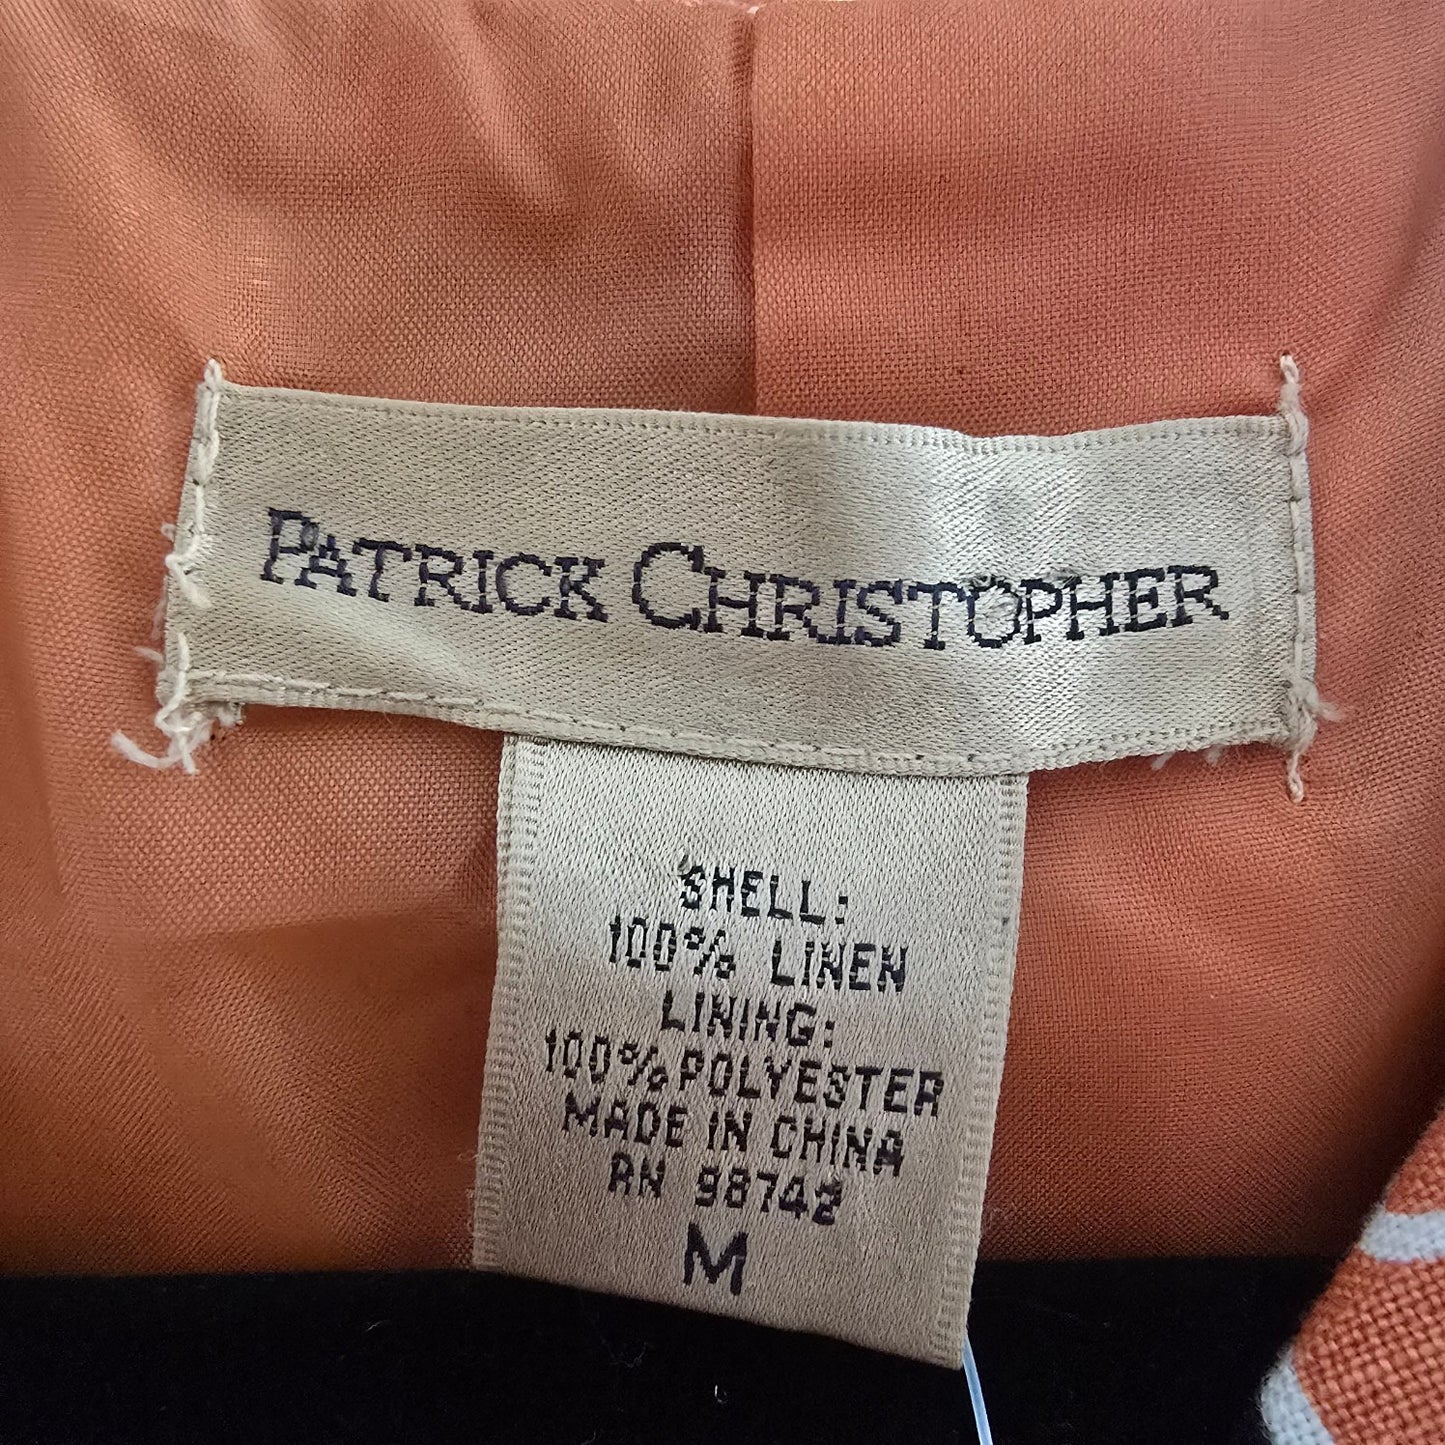 PATRICK CHRISTOPHER
SHELL:
100% LINEN
LINING:
100% POLYESTER
MADE IN CHINA
RN 98742
M